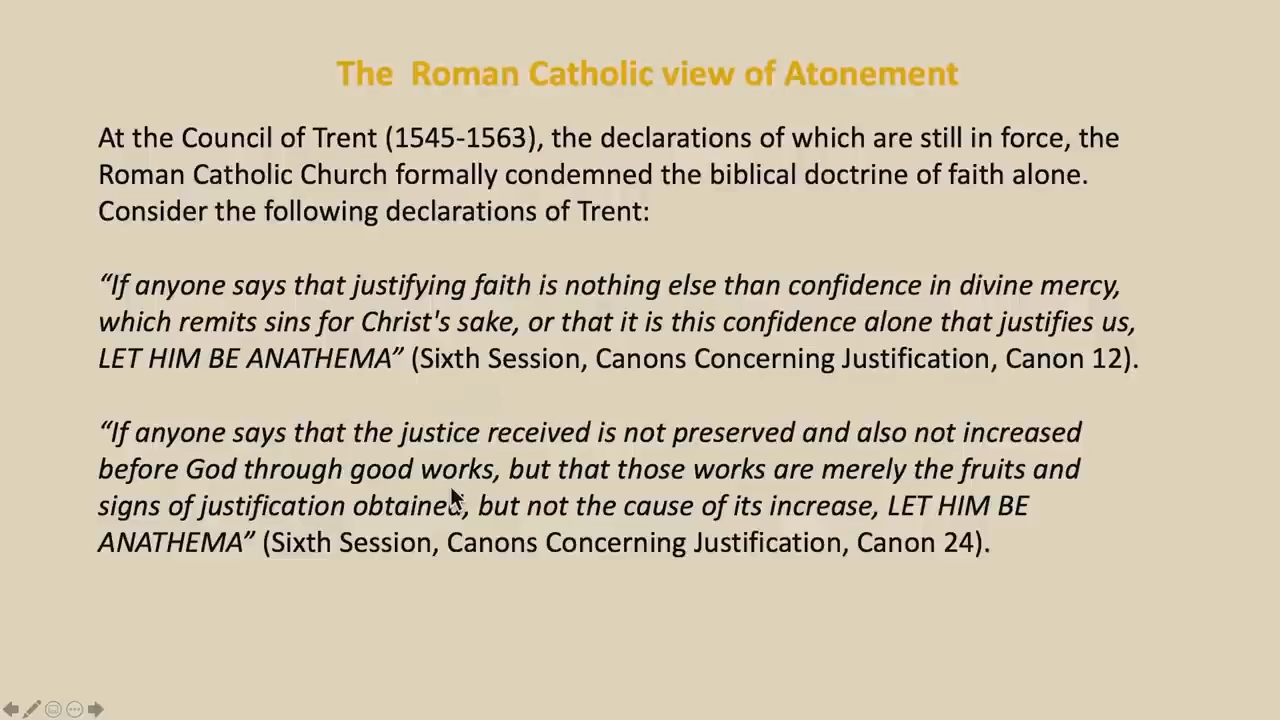 The  Roman Catholic view of Atonement
At the Council of Trent (1545-1563), the declarations of which are still in force, the
Roman Catholic Church formally condemned the biblical doctrine of faith alone.
Consider the following declarations of Trent:
“If anyone says that justifying faith is nothing else than confidence in divine mercy,
which remits sins for Christ's sake, or that it is this confidence alone that justifies us,
LET HIM BE ANATHEMA” (Sixth Session, Canons Concerning Justification, Canon 12).
“If anyone says that the justice received is not preserved and also not increased
before God through good works, but that those works are merely the fruits and
signs of justification obtained, but not the cause of its increase, LET HIM BE
ANATHEMA” (Sixth Session, Canons Concerning Justification, Canon 24).